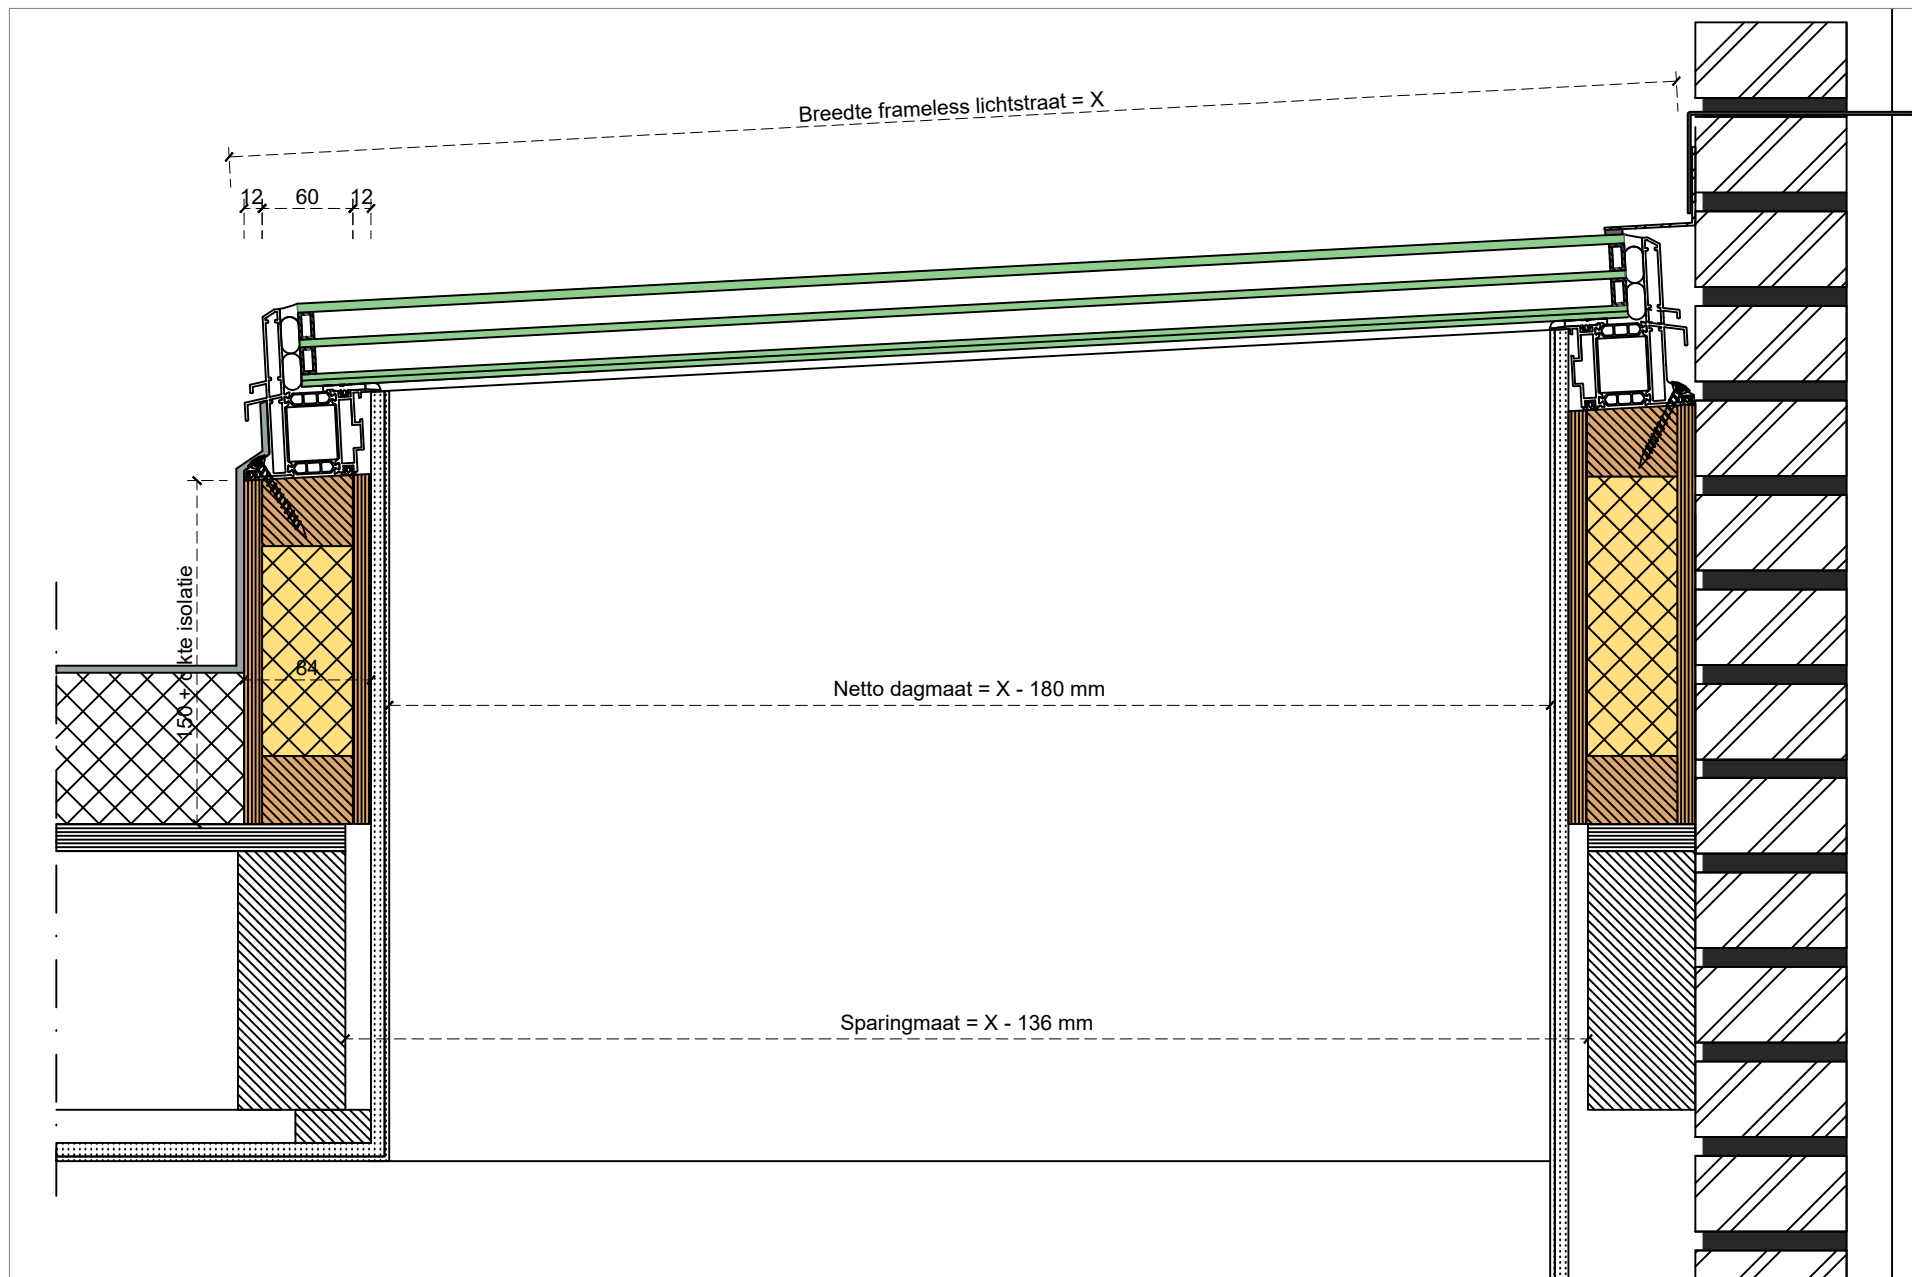 Breedte frameless lichtstraat = X
12 60 12
150 + dikte isolatie
84
Netto dagmaat = X - 180 mm
Sparingmaat = X - 136 mm